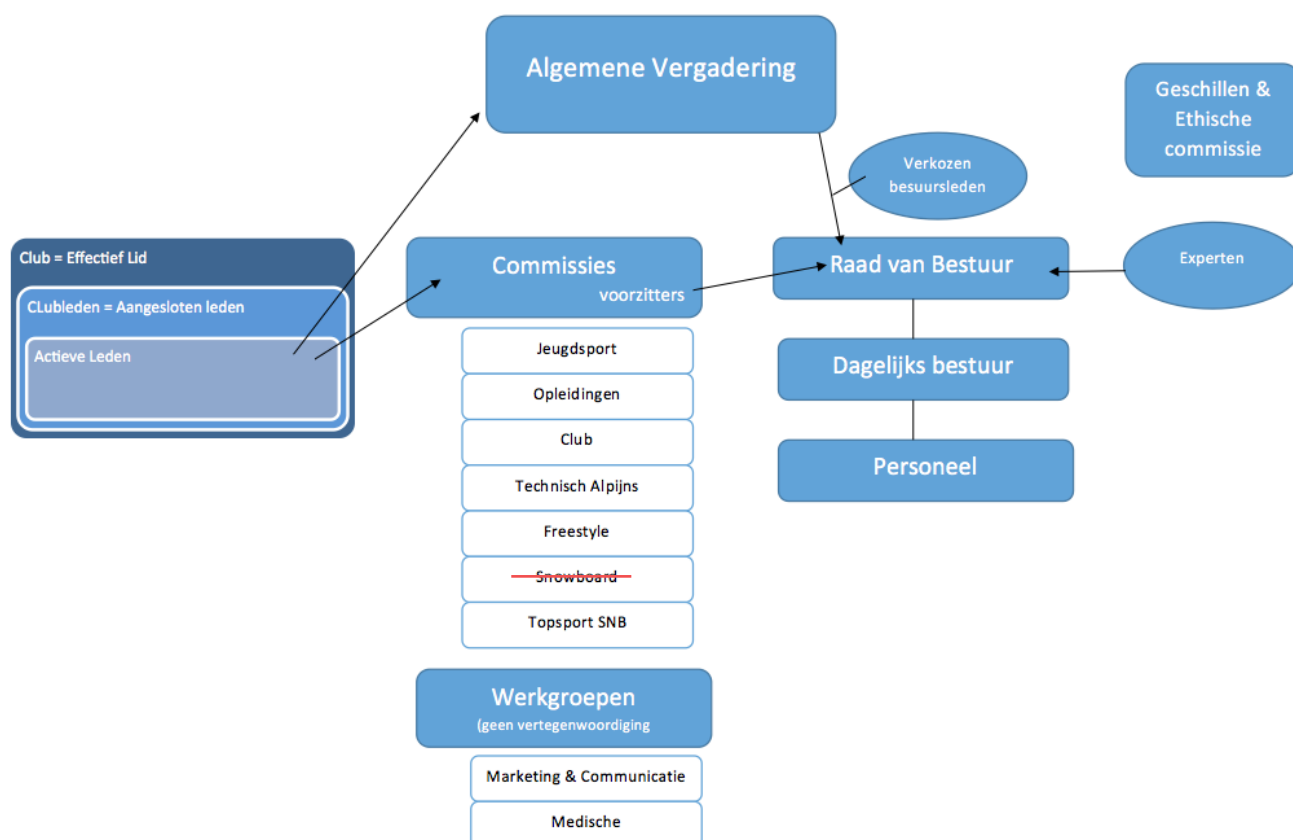 Algemene Vergadering
Geschillen &
Ethische
commissie
Verkozen
besuursleden
Club = Effectief Lid
CLubleden = Aangesloten leden
Actieve Leden
Commissies
voorzitters
Raad van Bestuur
Experten
Jeugdsport
Opleidingen
Club
Technisch Alpijns
Freestyle
Snowboard
Topsport SNB
Dagelijks bestuur
Personeel
Werkgroepen
(geen vertegenwoordiging
Marketing & Communicatie
Medische